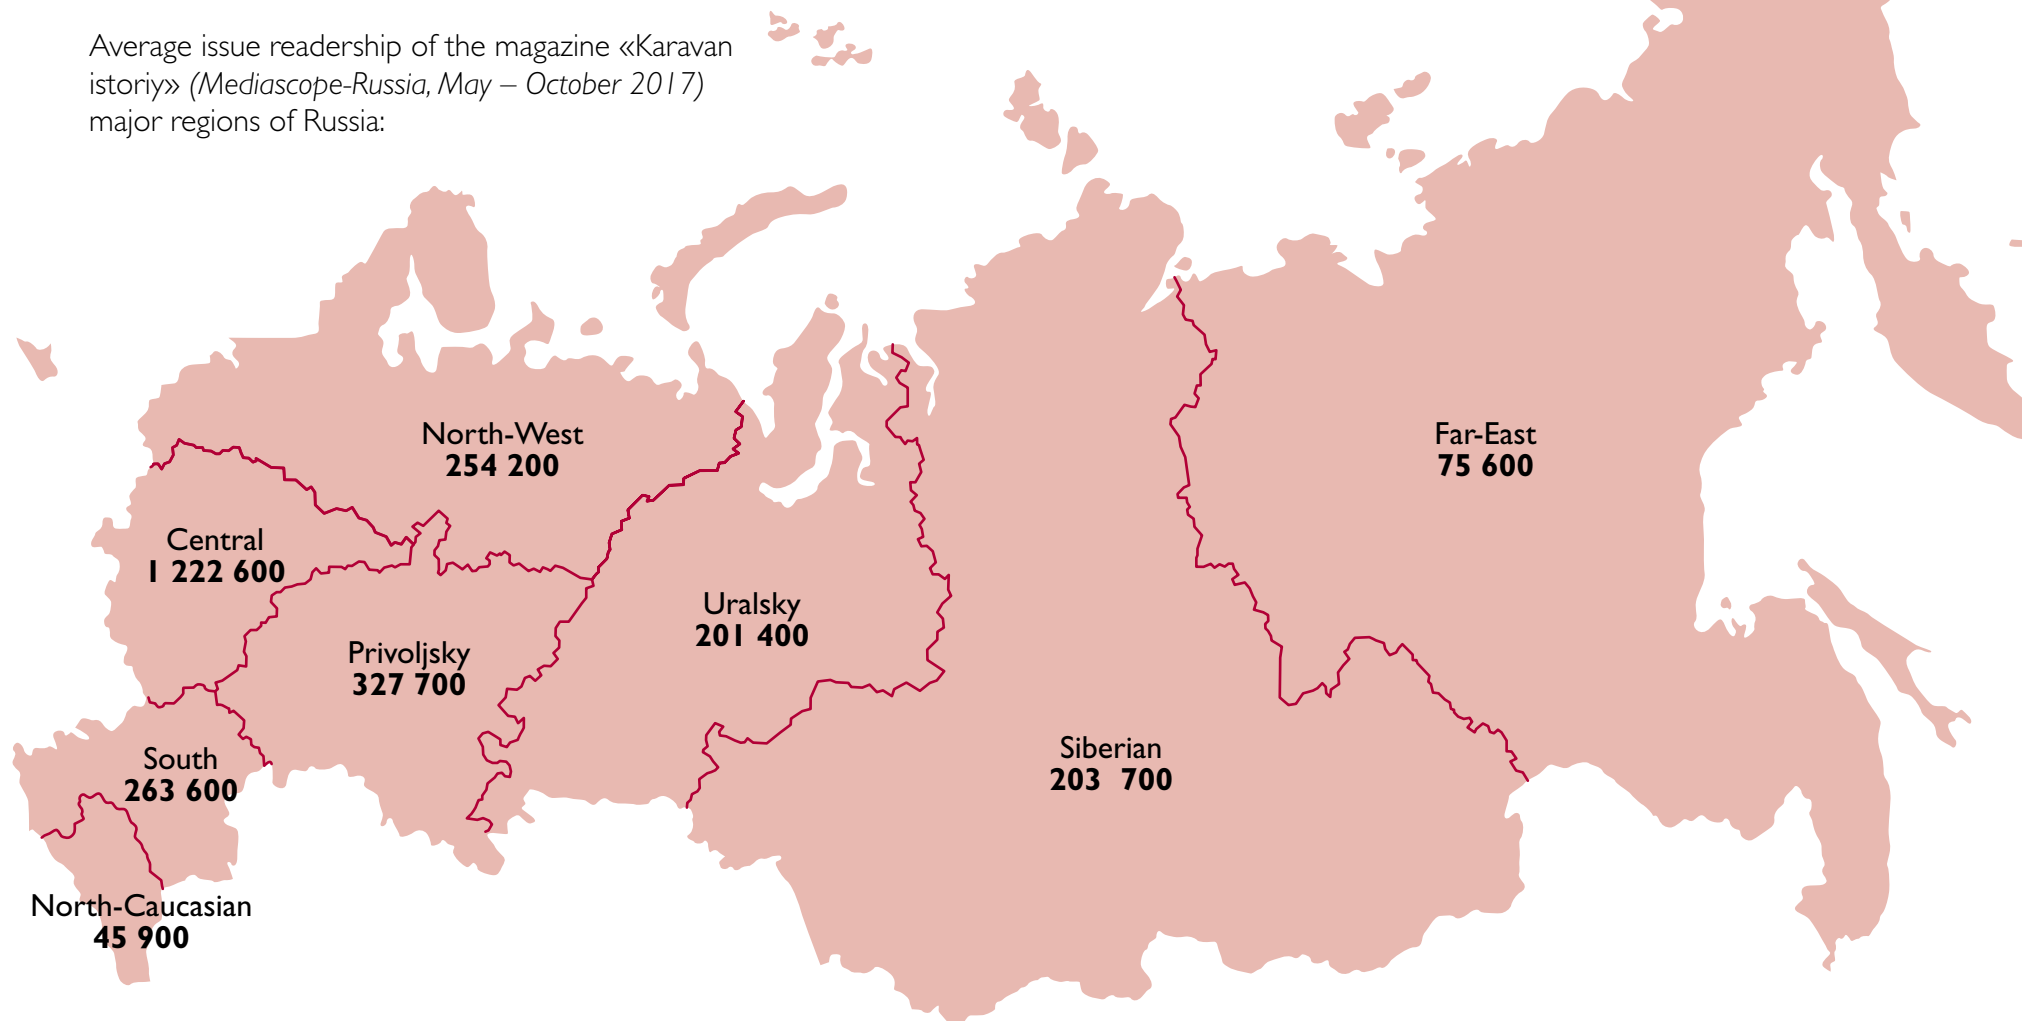 Average issue readership of the magazine «Karavan
istoriy» (Mediascope-Russia, May – October 2017)
major regions of Russia:
North-West
254 200
Far-East
75 600
Central
1 222 600
Uralsky
201 400
Privoljsky
327 700
Siberian
203 700
South
263 600
North-Caucasian
45 900